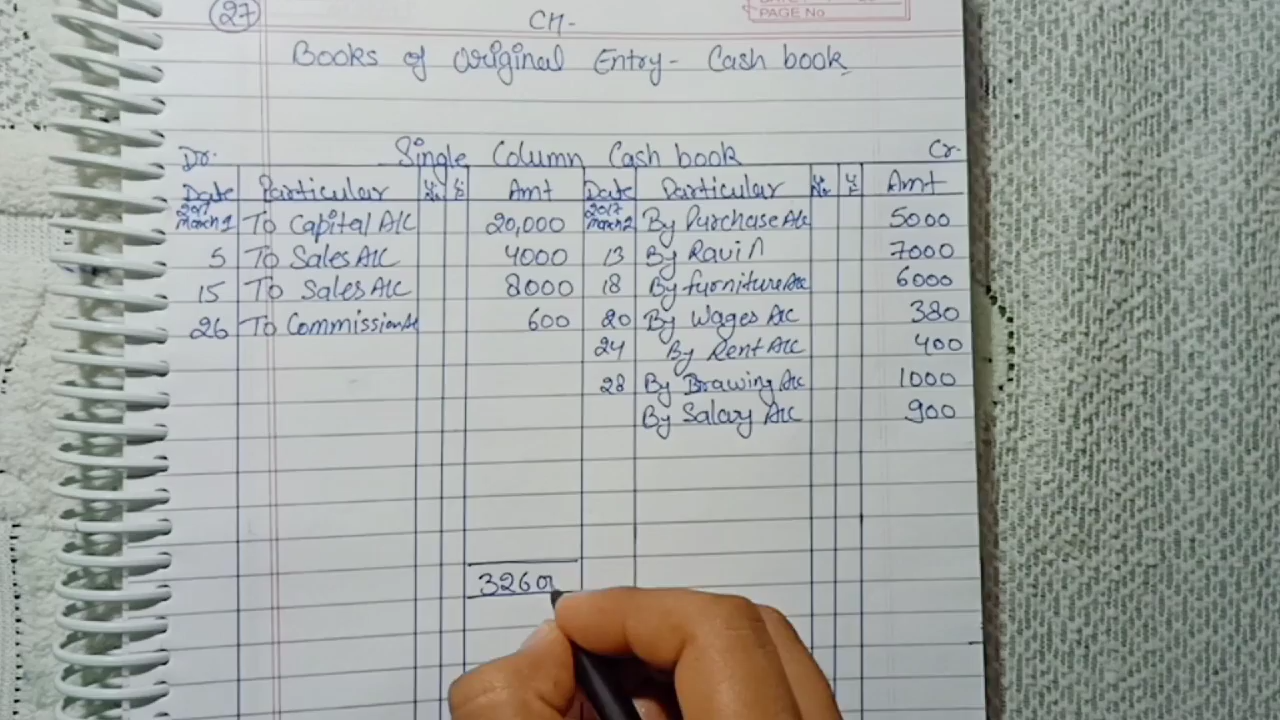 27
CH-
PAGE No
Books of Original Entry - Cash book
Dr. Single Column Cash book Cr.
Date Particular Amt Date Particular Amt
2017 March 1 To Capital A/C 20,000 2017 March 2 By Purchase A/c 5000
5 To Sales A/C 4000 13 By Ravi 7000
15 To Sales A/C 8000 18 By furniture A/c 6000
26 To Commission A/c 600 20 By Wages A/C 380
24 By Rent A/C 400
28 By Drawing A/c 1000
By Salary A/C 900
3260